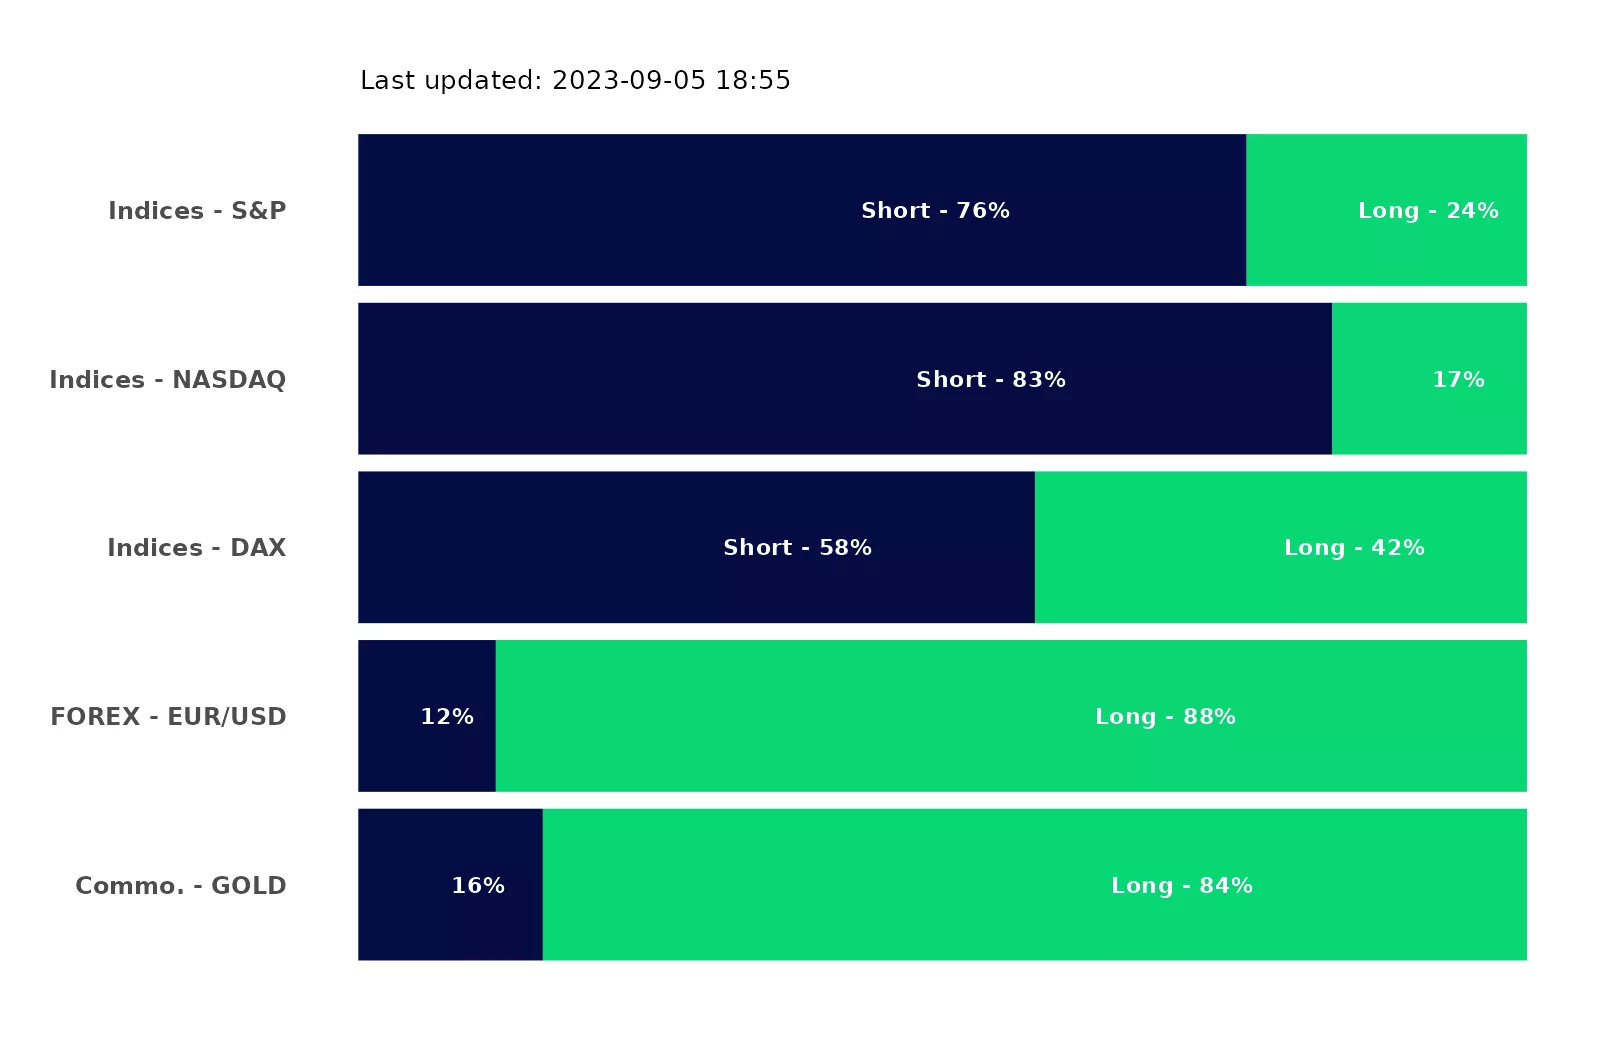 Last updated: 2023-09-05 18:55
Indices - S&P Short - 76% Long - 24%
Indices - NASDAQ Short - 83% 17%
Indices - DAX Short - 58% Long - 42%
FOREX - EUR/USD 12% Long - 88%
Commo. - GOLD 16% Long - 84%